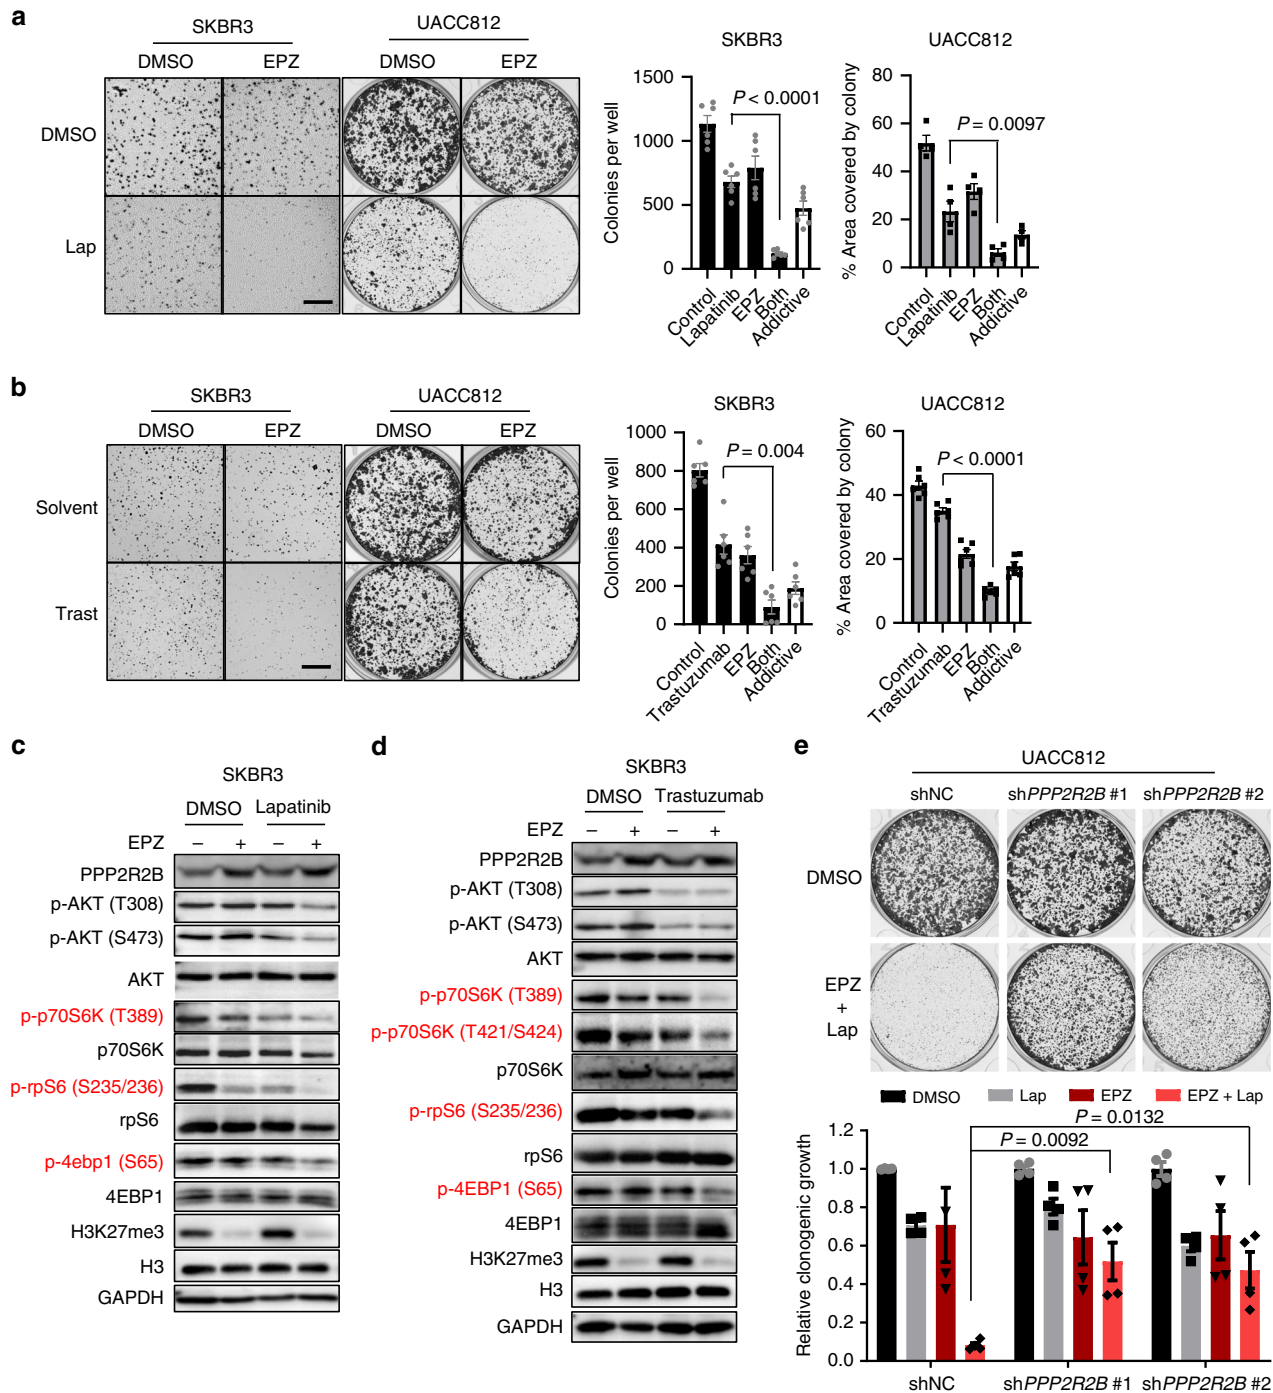 a
SKBR3
UACC812
DMSO
EPZ
DMSO
EPZ
DMSO
Lap
SKBR3
1500
1000
500
0
Colonies per well
P < 0.0001
Control
Lapatinib
EPZ
Both
Addictive
UACC812
80
60
40
20
0
% Area covered by colony
P = 0.0097
Control
Lapatinib
EPZ
Both
Addictive
b
SKBR3
UACC812
DMSO
EPZ
DMSO
EPZ
Solvent
Trast
SKBR3
1000
800
600
400
200
0
Colonies per well
P = 0.004
Control
Trastuzumab
EPZ
Both
Addictive
UACC812
60
40
20
0
% Area covered by colony
P < 0.0001
Control
Trastuzumab
EPZ
Both
Addictive
c
SKBR3
DMSO Lapatinib
EPZ − + − +
PPP2R2B
p-AKT (T308)
p-AKT (S473)
AKT
p-p70S6K (T389)
p70S6K
p-rpS6 (S235/236)
rpS6
p-4ebp1 (S65)
4EBP1
H3K27me3
H3
GAPDH
d
SKBR3
DMSO Trastuzumab
EPZ − + − +
PPP2R2B
p-AKT (T308)
p-AKT (S473)
AKT
p-p70S6K (T389)
p-p70S6K (T421/S424)
p70S6K
p-rpS6 (S235/236)
rpS6
p-4EBP1 (S65)
4EBP1
H3K27me3
H3
GAPDH
e
UACC812
shNC
shPPP2R2B #1
shPPP2R2B #2
DMSO
EPZ
+
Lap
DMSO
Lap
EPZ
EPZ + Lap
P = 0.0132
P = 0.0092
1.2
1.0
0.8
0.6
0.4
0.2
0.0
Relative clonogenic growth
shNC
shPPP2R2B #1
shPPP2R2B #2